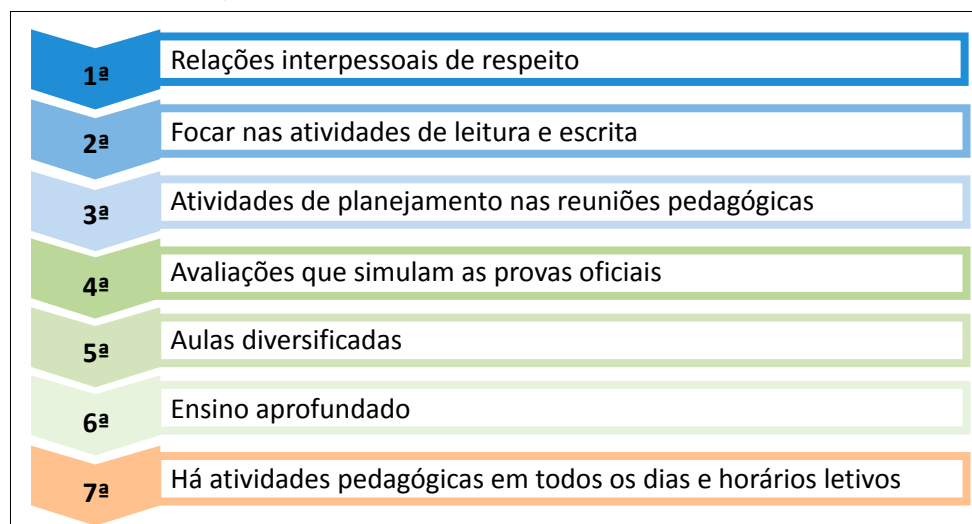 1ª Relações interpessoais de respeito
2ª Focar nas atividades de leitura e escrita
3ª Atividades de planejamento nas reuniões pedagógicas
4ª Avaliações que simulam as provas oficiais
5ª Aulas diversificadas
6ª Ensino aprofundado
7ª Há atividades pedagógicas em todos os dias e horários letivos